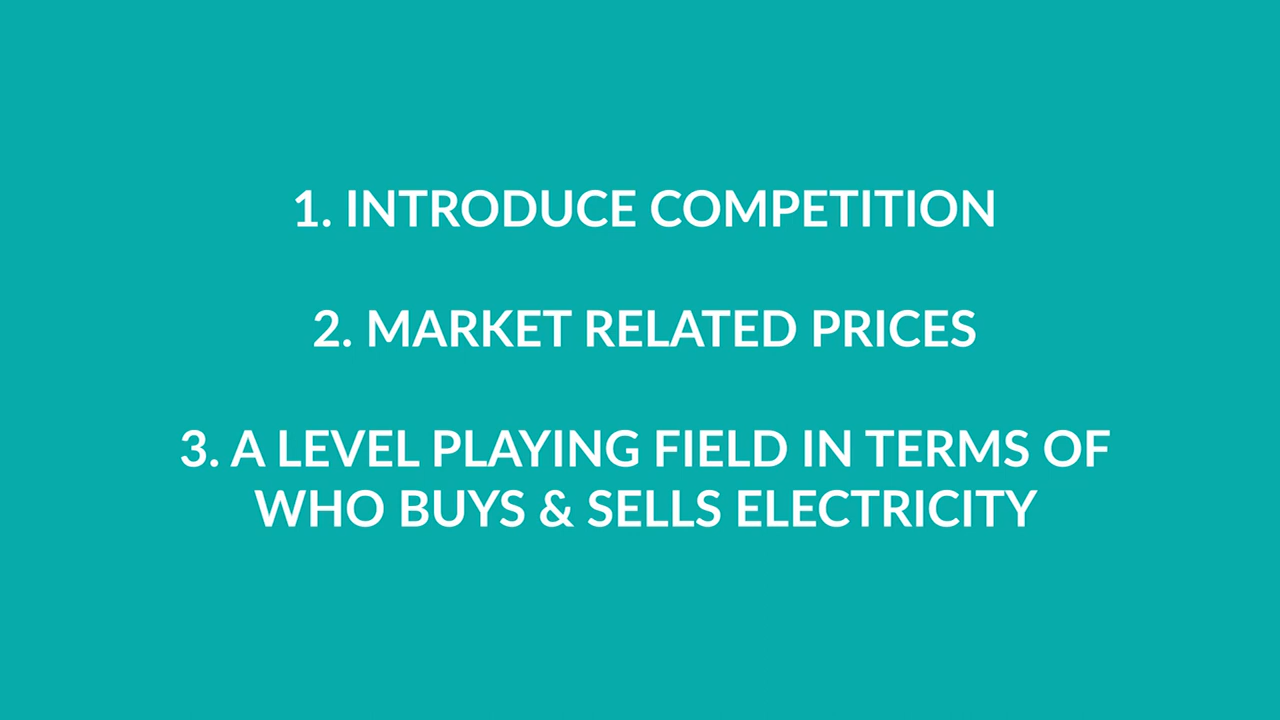 1. INTRODUCE COMPETITION
2. MARKET RELATED PRICES
3. A LEVEL PLAYING FIELD IN TERMS OF
WHO BUYS & SELLS ELECTRICITY